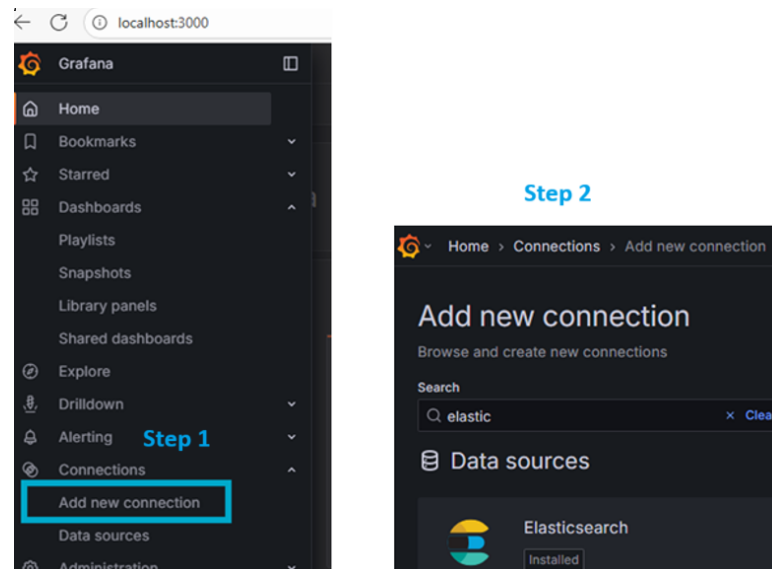 localhost:3000
Grafana
Home
Bookmarks
Starred
Dashboards
Playlists
Snapshots
Library panels
Shared dashboards
Explore
Drilldown
Alerting
Step 1
Connections
Add new connection
Data sources
Administration
Step 2
Home > Connections > Add new connection
Add new connection
Browse and create new connections
Search
elastic × Clea
Data sources
Elasticsearch
Installed